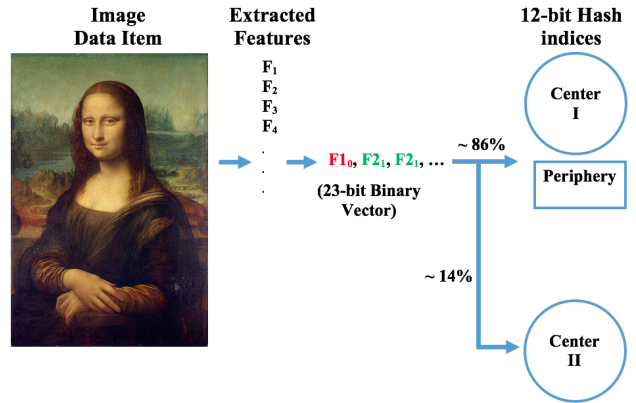 Image
Data Item
Extracted
Features
12-bit Hash
indices
F₁
F₂
F₃
F₄
.
.
.
F1₀, F2₁, F2₁, ...
(23-bit Binary
Vector)
~ 86%
~ 14%
Center
I
Periphery
Center
II